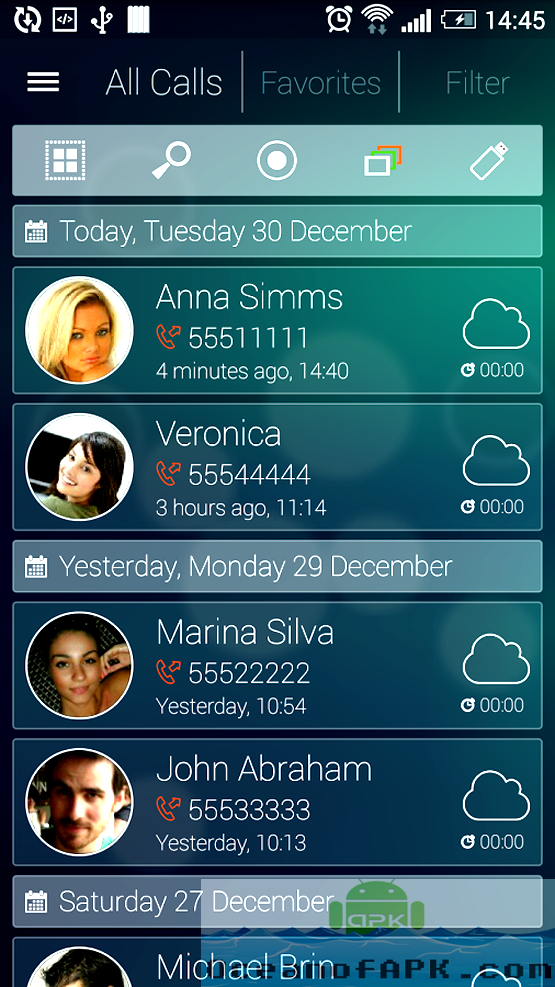 14:45
All Calls Favorites Filter
Today, Tuesday 30 December
Anna Simms
55511111
4 minutes ago, 14:40
00:00
Veronica
55544444
3 hours ago, 11:14
00:00
Yesterday, Monday 29 December
Marina Silva
55522222
Yesterday, 10:54
00:00
John Abraham
55533333
Yesterday, 10:13
00:00
Saturday 27 December
APK
Michael Brin
OceanofAPK.com